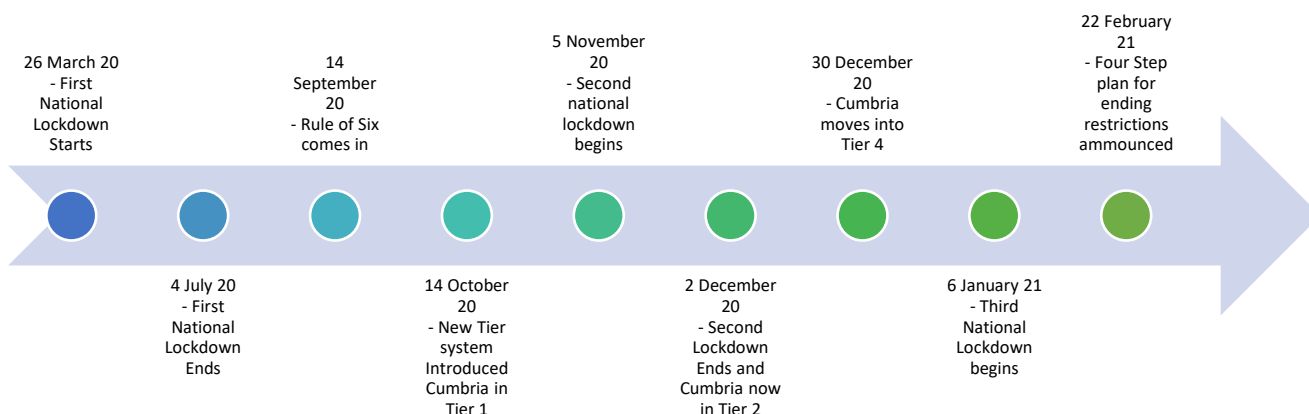 26 March 20
- First
National
Lockdown
Starts
4 July 20
- First
National
Lockdown
Ends
14
September
20
- Rule of Six
comes in
14 October
20
- New Tier
system
Introduced
Cumbria in
Tier 1
5 November
20
- Second
national
lockdown
begins
2 December
20
- Second
Lockdown
Ends and
Cumbria now
in Tier 2
30 December
20
- Cumbria
moves into
Tier 4
6 January 21
- Third
National
Lockdown
begins
22 February
21
- Four Step
plan for
ending
restrictions
ammounced